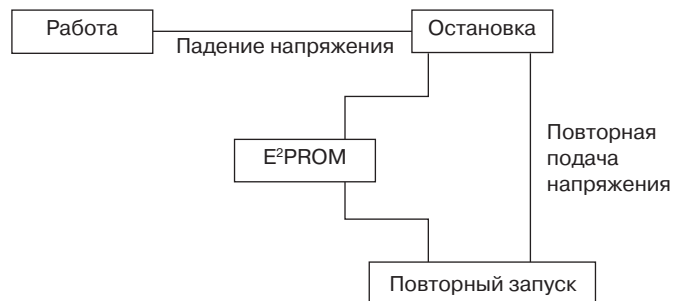 Работа
Остановка
Падение напряжения
E²PROM
Повторная
подача
напряжения
Повторный запуск